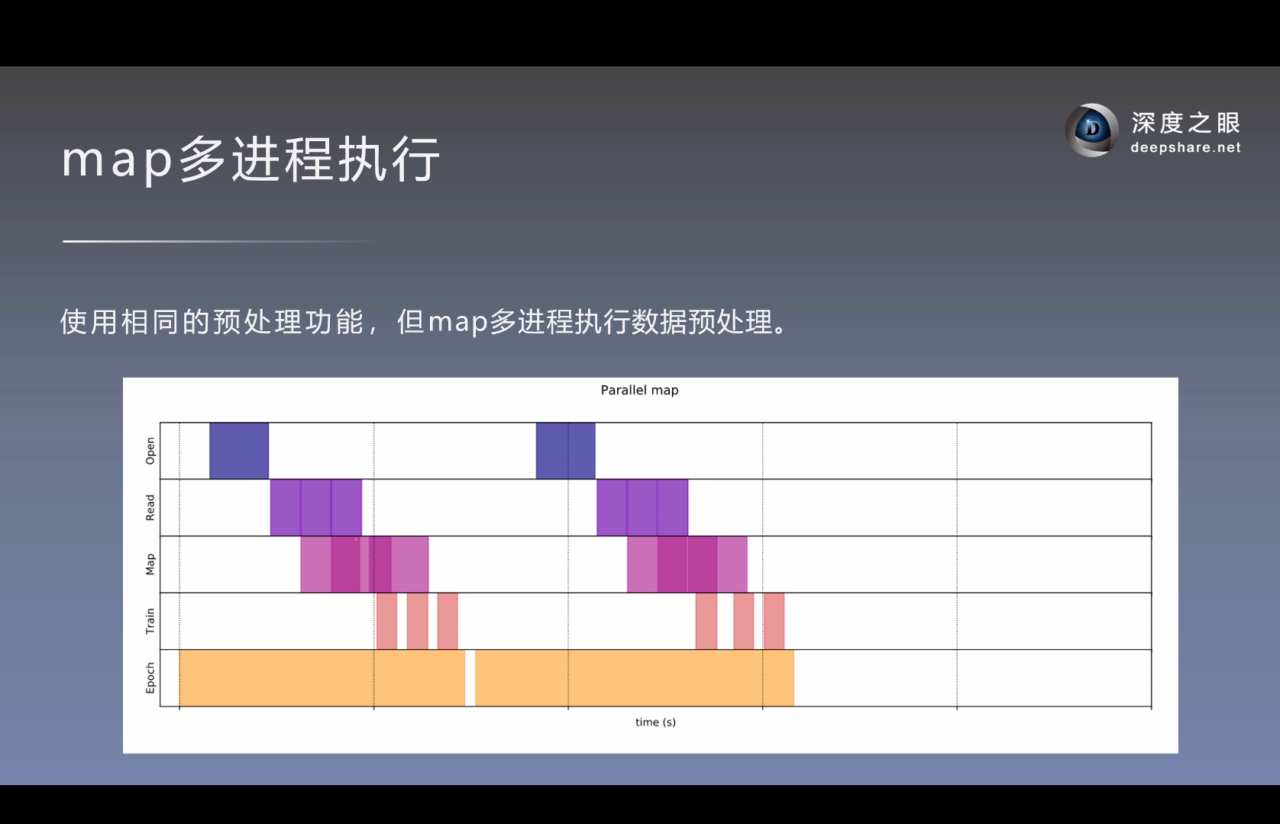 深度之眼
deepshare.net
map多进程执行
使用相同的预处理功能，但map多进程执行数据预处理。
Parallel map
Open
Read
Map
Train
Epoch
time (s)